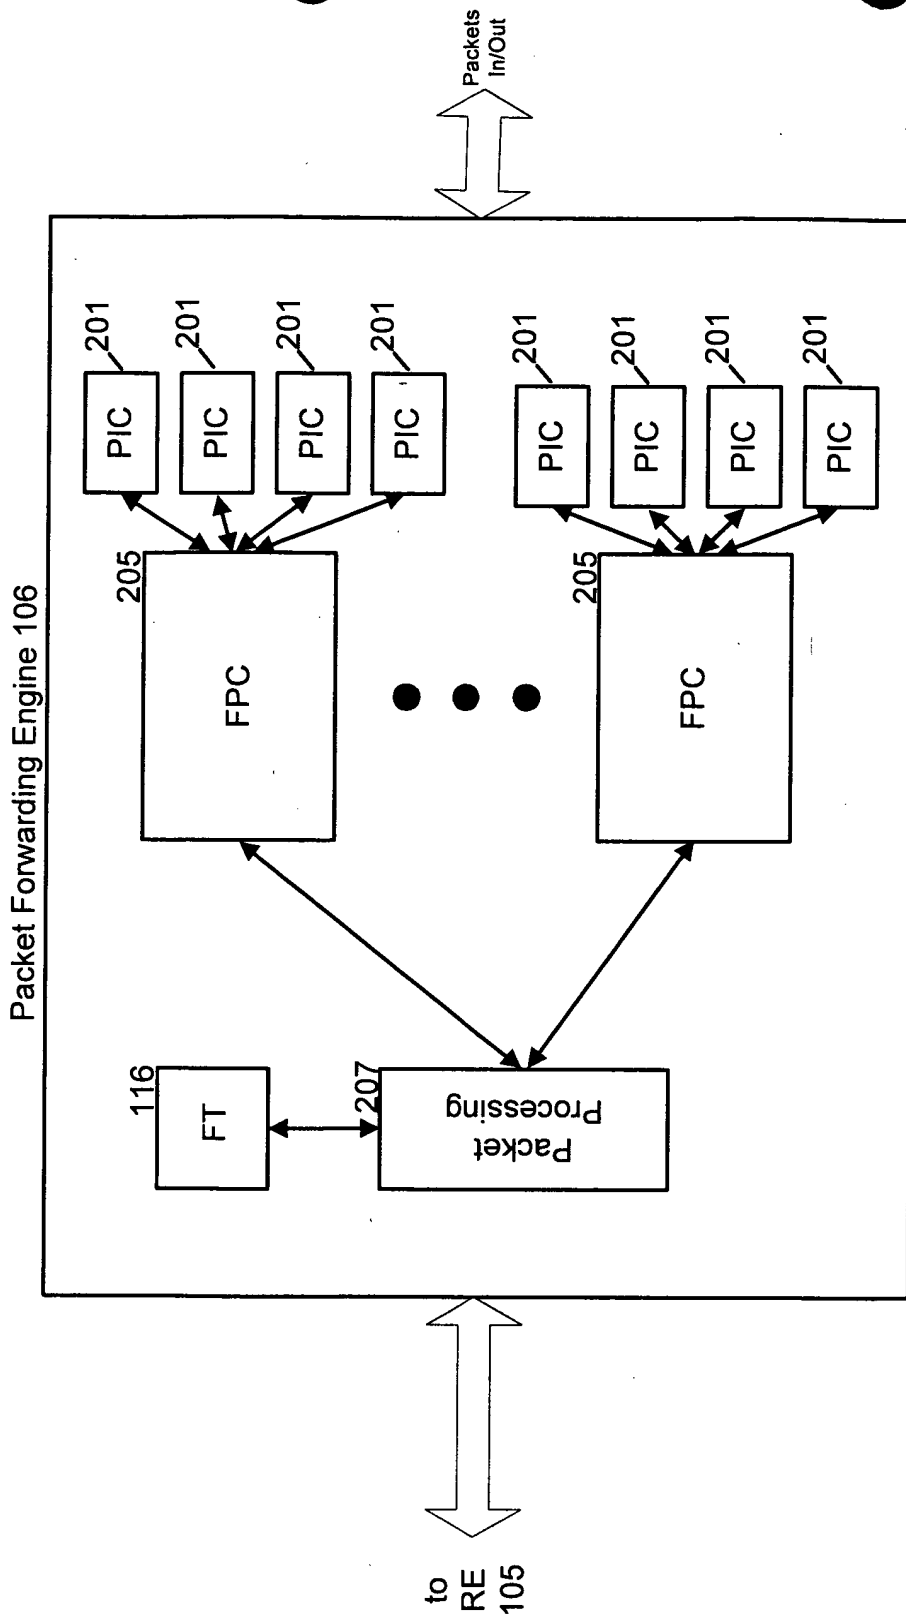 Packet Forwarding Engine 106
to
RE
105
116
FT
207
Packet
Processing
205
FPC
205
FPC
201
PIC
201
PIC
201
PIC
201
PIC
201
PIC
201
PIC
201
PIC
201
PIC
Packets
In/Out